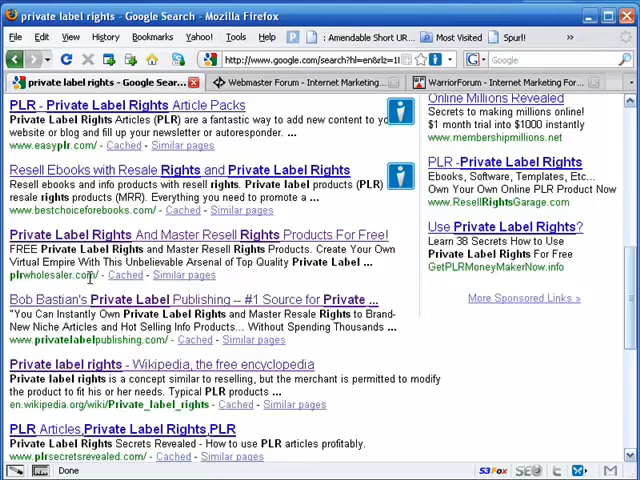 private label rights - Google Search - Mozilla Firefox
File Edit View History Bookmarks Yahoo! Tools Help P : Amendable Short UR... Most Visited Spurl! »
http://www.google.com/search?hl=en&rlz=1I G Google
private label rights - Google Sear... Webmaster Forum - Internet Marketing... WarriorForum - Internet Marketing For...
PLR - Private Label Rights Article Packs
Private Label Rights Articles (PLR) are a fantastic way to add new content to yo
website or blog and fill up your newsletter or autoresponder. ...
www.easyplr.com/ - Cached - Similar pages
Resell Ebooks with Resale Rights and Private Label Rights
Resell ebooks and info products with resell rights. Private label products (PLR)
resale rights products (MRR). Everything you need to promote a ...
www.bestchoiceforebooks.com/ - Cached - Similar pages
Private Label Rights And Master Resell Rights Products For Free!
FREE Private Label Rights and Master Resell Rights Products. Create Your Own
Virtual Empire With This Unbelievable Arsenal of Top Quality Private Label ...
plrwholesaler.com/ - Cached - Similar pages
Bob Bastian's Private Label Publishing -- #1 Source for Private ...
"You Can Instantly Own Private Label Rights and Master Resale Rights to Brand-
New Niche Articles and Hot Selling Info Products... Without Spending Thousands ...
www.privatelabelpublishing.com/ - Cached - Similar pages
Private label rights - Wikipedia, the free encyclopedia
Private label rights is a concept similar to reselling, but the merchant is permitted to modify
the product to fit his or her needs. Typical PLR products ...
en.wikipedia.org/wiki/Private_label_rights - Cached - Similar pages
PLR Articles,Private Label Rights,PLR
Private Label Rights Secrets Revealed - How to use PLR articles profitably.
www.plrsecretsrevealed.com/ - Cached - Similar pages
Online Millions Revealed
Secrets to making millions online!
$1 month trial into $1000 instantly
www.membershipmillions.net
PLR -Private Label Rights
Ebooks, Software, Templates, Etc...
Own Your Own Online PLR Product Now
www.ResellRightsGarage.com
Use Private Label Rights?
Learn 38 Secrets How to Use
Private Label Rights For Free
GetPLRMoneyMakerNow.info
More Sponsored Links »
Done S3Fox SEO